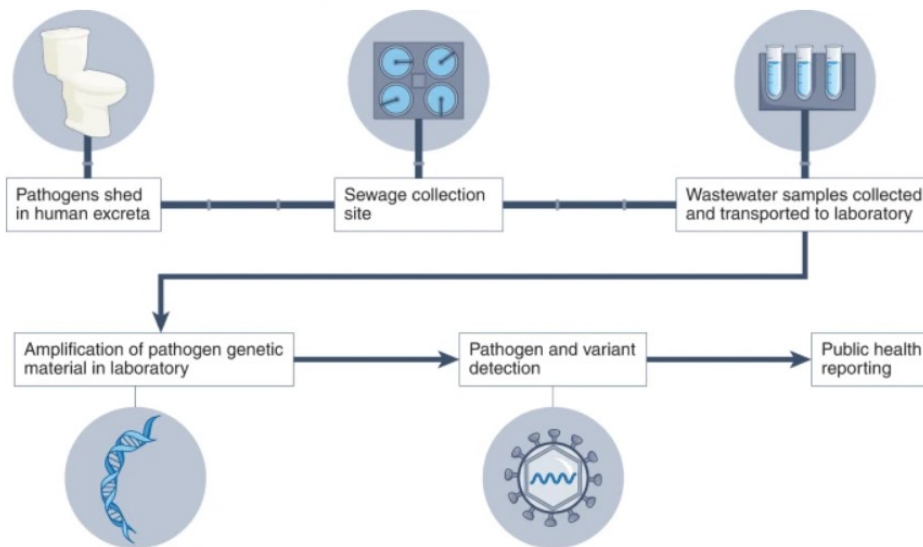 Pathogens shed
in human excreta
Sewage collection
site
Wastewater samples collected
and transported to laboratory
Amplification of pathogen genetic
material in laboratory
Pathogen and variant
detection
Public health
reporting